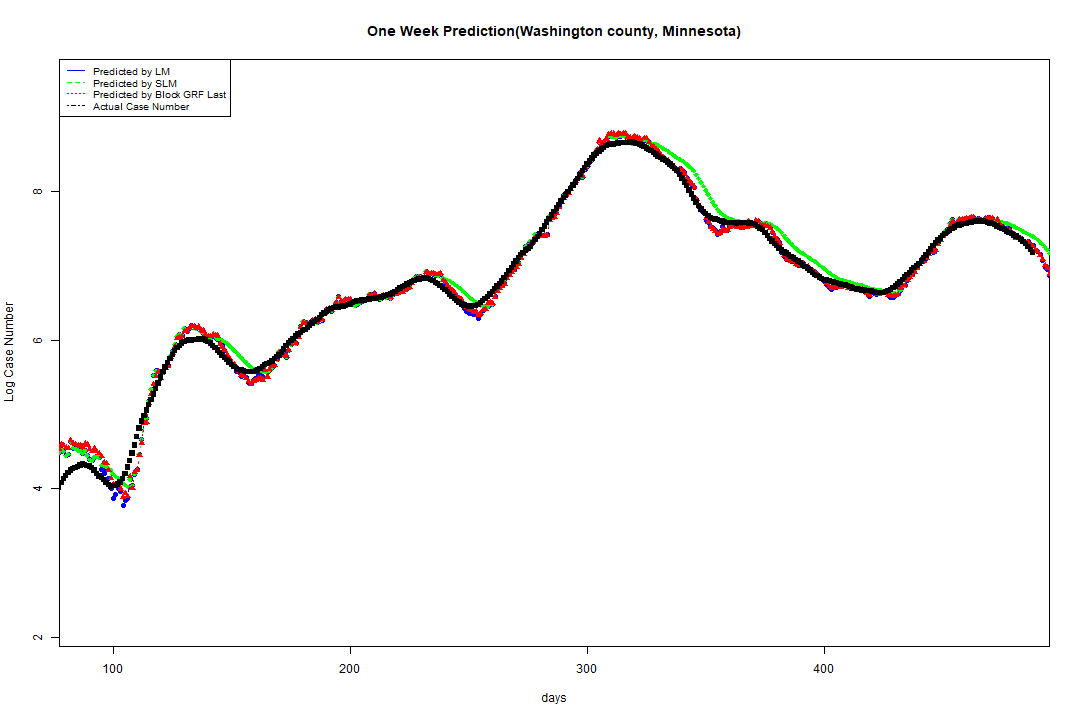 One Week Prediction(Washington county, Minnesota)
Predicted by LM
Predicted by SLM
Predicted by Block GRF Last
Actual Case Number
8
6
4
2
Log Case Number
100 200 300 400
days